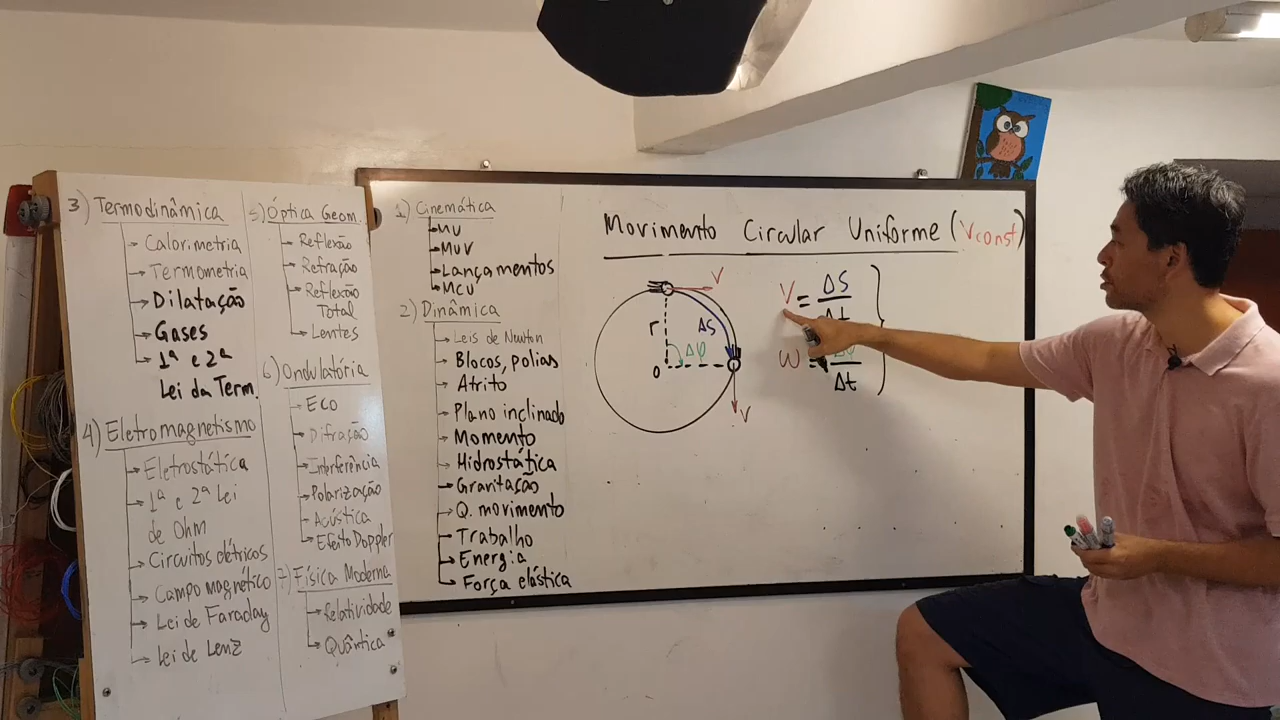 3) Termodinâmica
Calorimetria
Termometria
Dilatação
Gases
1ª e 2ª
Lei da Term.
4) Eletromagnetismo
Eletrostática
1ª e 2ª Lei
de Ohm
Circuitos elétricos
Campo magnético
Lei de Faraday
Lei de Lenz
5) Óptica Geom.
Reflexão
Refração
Reflexão
Total
Lentes
6) Ondulatória
Eco
Difração
Interferência
Polarização
Acústica
Efeito Doppler
7) Física Moderna
Relatividade
Quântica
1) Cinemática
MU
MUV
Lançamentos
MCU
2) Dinâmica
Leis de Newton
Blocos, polias
Atrito
Plano inclinado
Momento
Hidrostática
Gravitação
Q. movimento
Trabalho
Energia
Força elástica
Movimento Circular Uniforme (V const)
V
r
ΔS
Δφ
O
V
V = ΔS / Δt
ω = Δφ / Δt